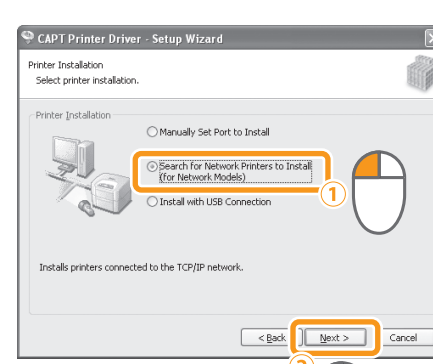 CAPT Printer Driver - Setup Wizard
Printer Installation
Select printer installation.
Printer Installation
Manually Set Port to Install
Search for Network Printers to Install
(for Network Models)
1
Install with USB Connection
Installs printers connected to the TCP/IP network.
< Back Next > Cancel
2